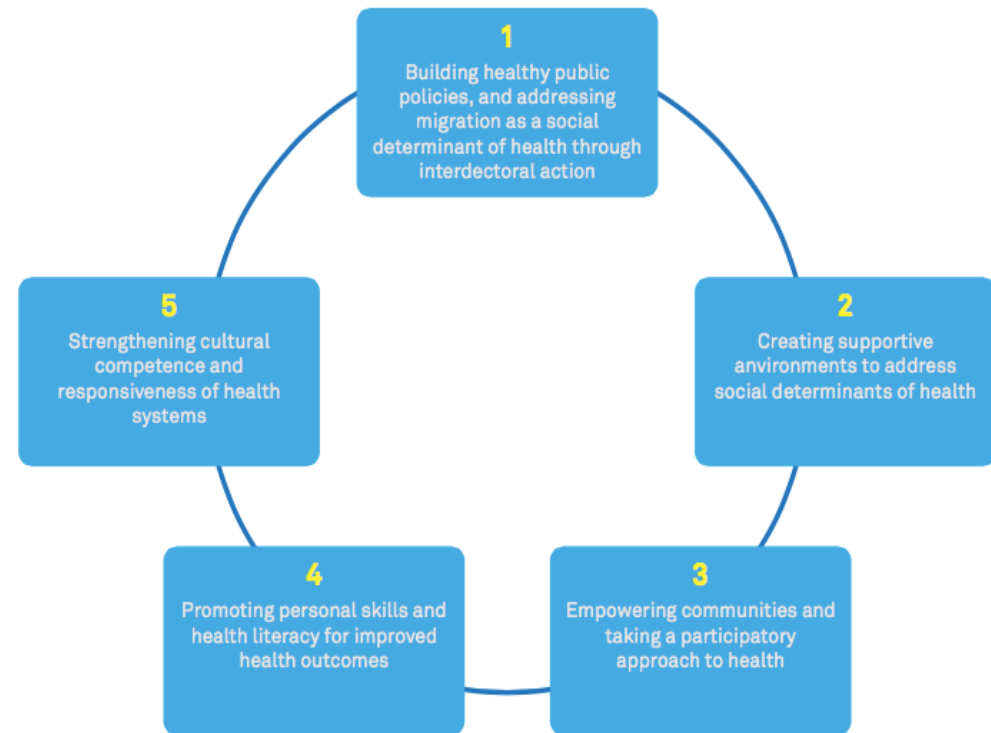 1
Building healthy public
policies, and addressing
migration as a social
determinant of health through
interdectoral action
2
Creating supportive
anvironments to address
social determinants of health
3
Empowering communities and
taking a participatory
approach to health
4
Promoting personal skills and
health literacy for improved
health outcomes
5
Strengthening cultural
competence and
responsiveness of health
systems